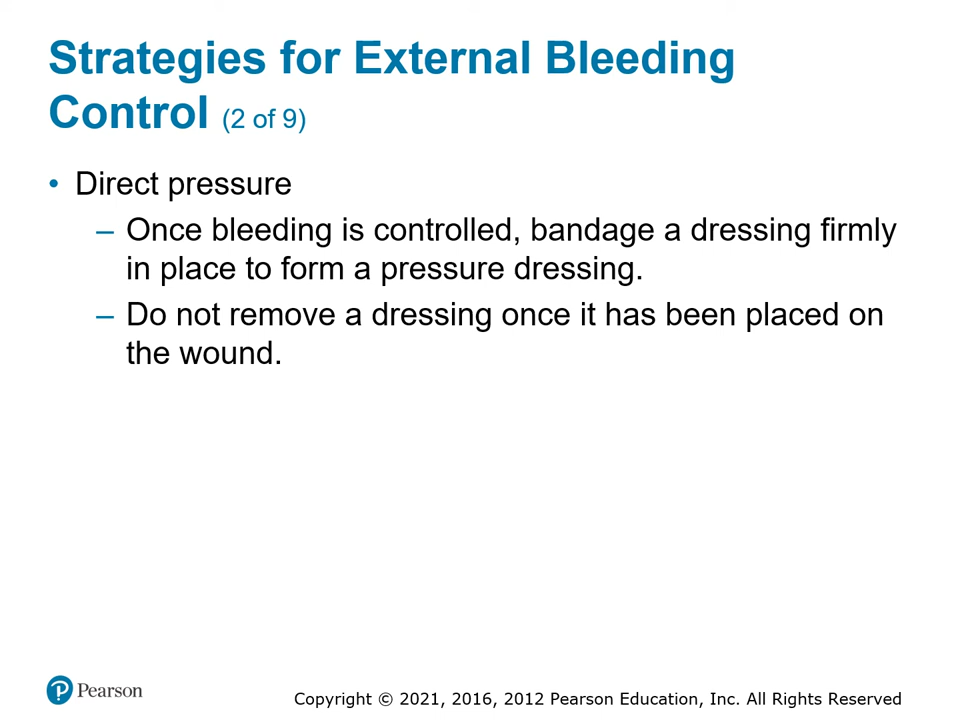 Strategies for External Bleeding
Control (2 of 9)
• Direct pressure
– Once bleeding is controlled, bandage a dressing firmly
in place to form a pressure dressing.
– Do not remove a dressing once it has been placed on
the wound.
P Pearson
Copyright © 2021, 2016, 2012 Pearson Education, Inc. All Rights Reserved